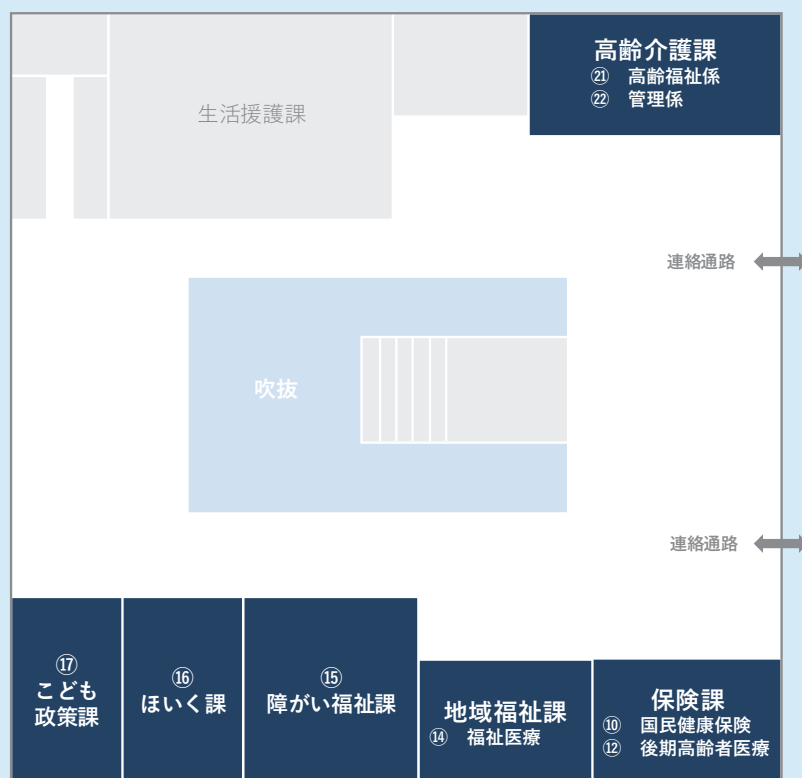 高齢介護課
㉑ 高齢福祉係
㉒ 管理係
生活援護課
連絡通路
吹抜
連絡通路
⑰
こども
政策課
⑯
ほいく課
⑮
障がい福祉課
地域福祉課
⑭ 福祉医療
保険課
⑩ 国民健康保険
⑫ 後期高齢者医療